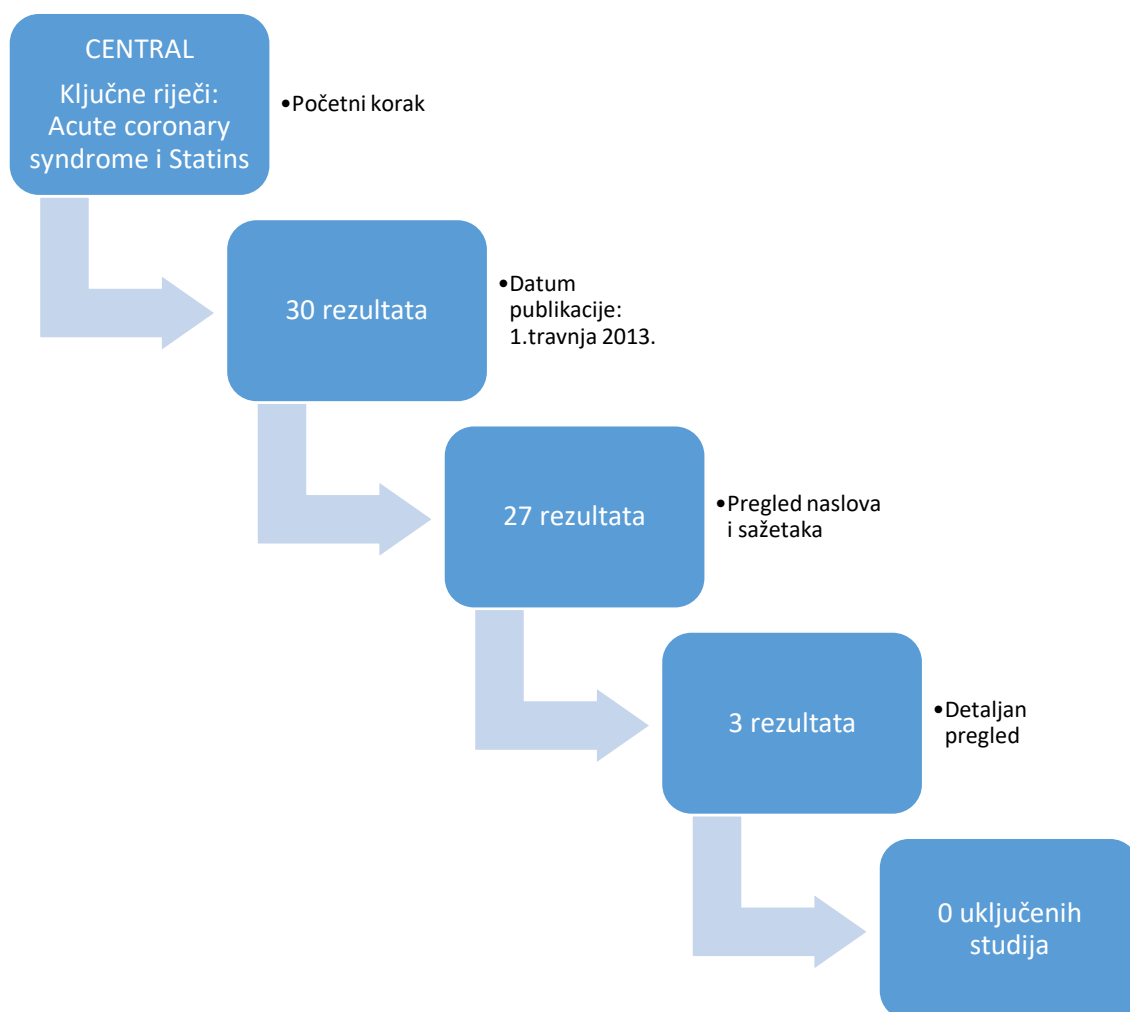 CENTRAL
Ključne riječi:
Acute coronary
syndrome i Statins
•Početni korak
30 rezultata
•Datum
publikacije:
1.travnja 2013.
27 rezultata
•Pregled naslova
i sažetaka
3 rezultata
•Detaljan
pregled
0 uključenih
studija